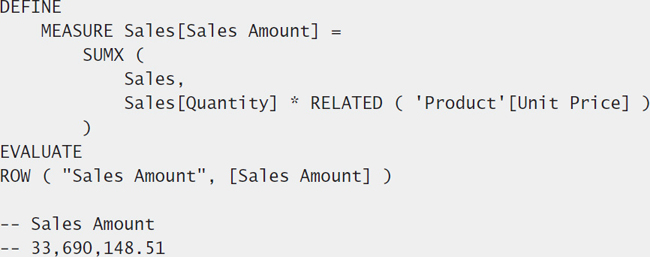 DEFINE
    MEASURE Sales[Sales Amount] =
        SUMX (
            Sales,
            Sales[Quantity] * RELATED ( 'Product'[Unit Price] )
        )
EVALUATE
ROW ( "Sales Amount", [Sales Amount] )

-- Sales Amount
-- 33,690,148.51